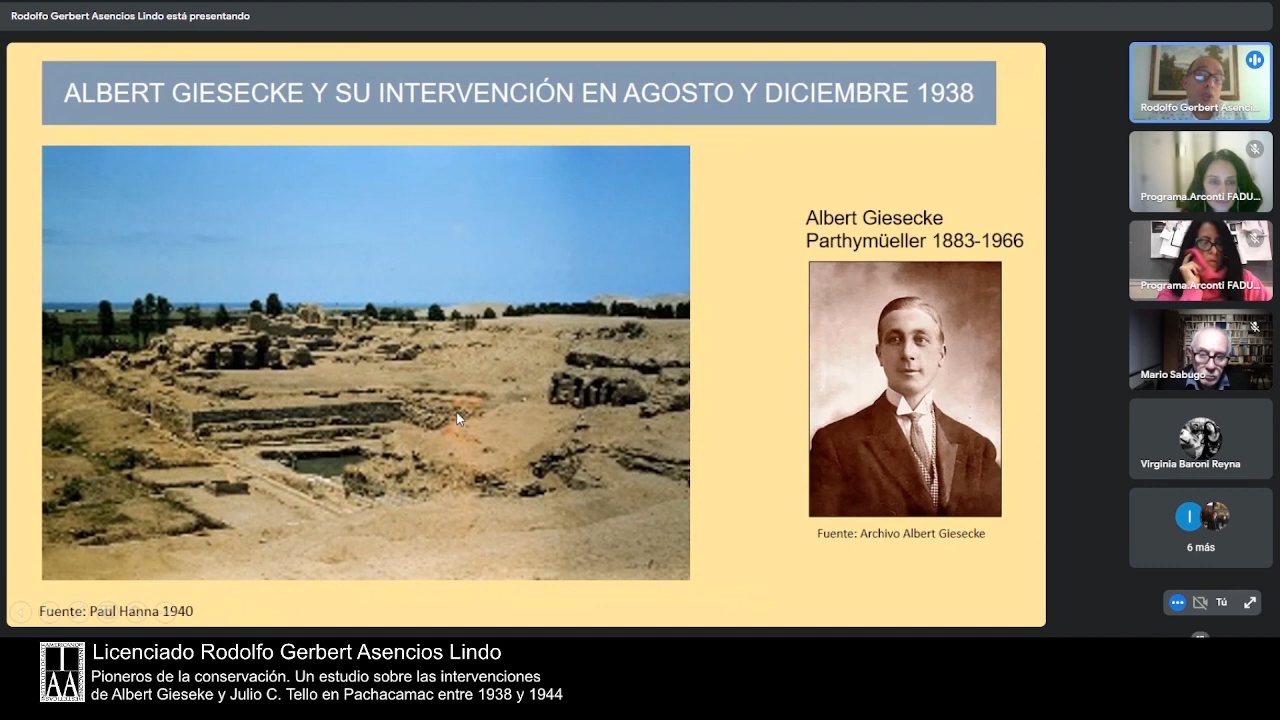 Rodolfo Gerbert Asencios Lindo está presentando
ALBERT GIESECKE Y SU INTERVENCIÓN EN AGOSTO Y DICIEMBRE 1938
Albert Giesecke
Parthymüeller 1883-1966
Fuente: Archivo Albert Giesecke
Fuente: Paul Hanna 1940
Rodolfo Gerbert Asenci...
Programa.Arconti FADU...
Programa.Arconti FADU...
Mario Sabugo
Virginia Baroni Reyna
I
6 más
Tú
IAA
Licenciado Rodolfo Gerbert Asencios Lindo
Pioneros de la conservación. Un estudio sobre las intervenciones
de Albert Gieseke y Julio C. Tello en Pachacamac entre 1938 y 1944